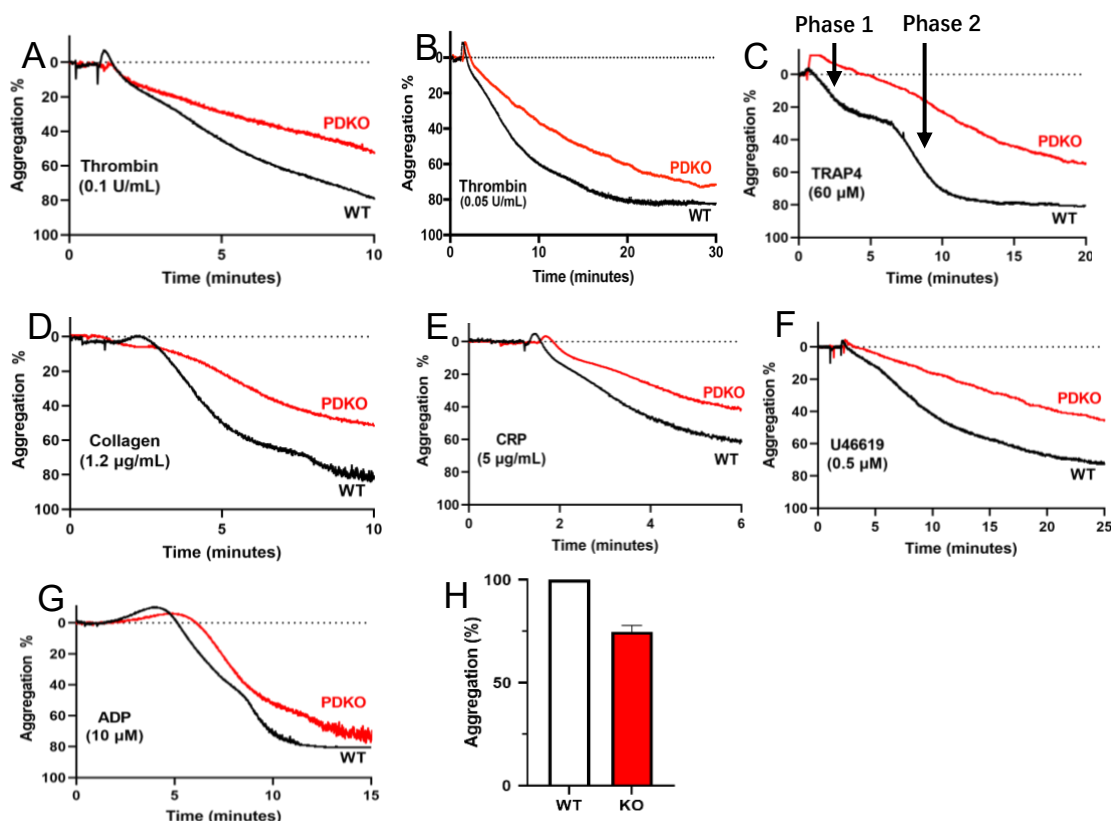 A
Aggregation %
0
20
40
60
80
100
PDKO
Thrombin
(0.1 U/mL)
WT
0
5
10
Time (minutes)
B
Aggregation %
0
20
40
60
80
100
PDKO
Thrombin
(0.05 U/mL)
WT
0
10
20
30
Time (minutes)
Phase 1
Phase 2
C
Aggregation %
0
20
40
60
80
100
PDKO
TRAP4
(60 µM)
WT
0
5
10
15
20
Time (minutes)
D
Aggregation %
0
20
40
60
80
100
PDKO
Collagen
(1.2 µg/mL)
WT
0
5
10
Time (minutes)
E
Aggregation %
0
20
40
60
80
100
PDKO
CRP
(5 µg/mL)
WT
0
2
4
6
Time (minutes)
F
Aggregation %
0
20
40
60
80
100
PDKO
U46619
(0.5 µM)
WT
0
5
10
15
20
25
Time (minutes)
G
Aggregation %
0
20
40
60
80
100
PDKO
ADP
(10 µM)
WT
0
5
10
15
Time (minutes)
H
Aggregation (%)
100
50
0
WT
KO